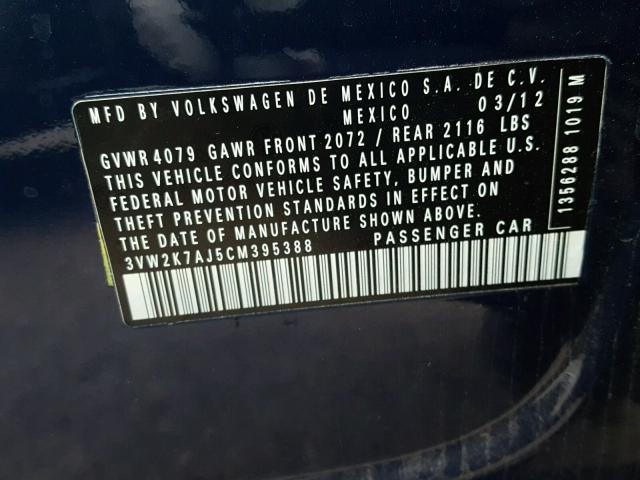 MFD BY VOLKSWAGEN DE MEXICO S.A. DE C.V.
MEXICO 03/12
GVWR 4079 GAWR FRONT 2072 / REAR 2116 LBS
THIS VEHICLE CONFORMS TO ALL APPLICABLE U.S.
FEDERAL MOTOR VEHICLE SAFETY, BUMPER AND
THEFT PREVENTION STANDARDS IN EFFECT ON
THE DATE OF MANUFACTURE SHOWN ABOVE.
3VW2K7AJ5CM395388 PASSENGER CAR
1356288 1019 M